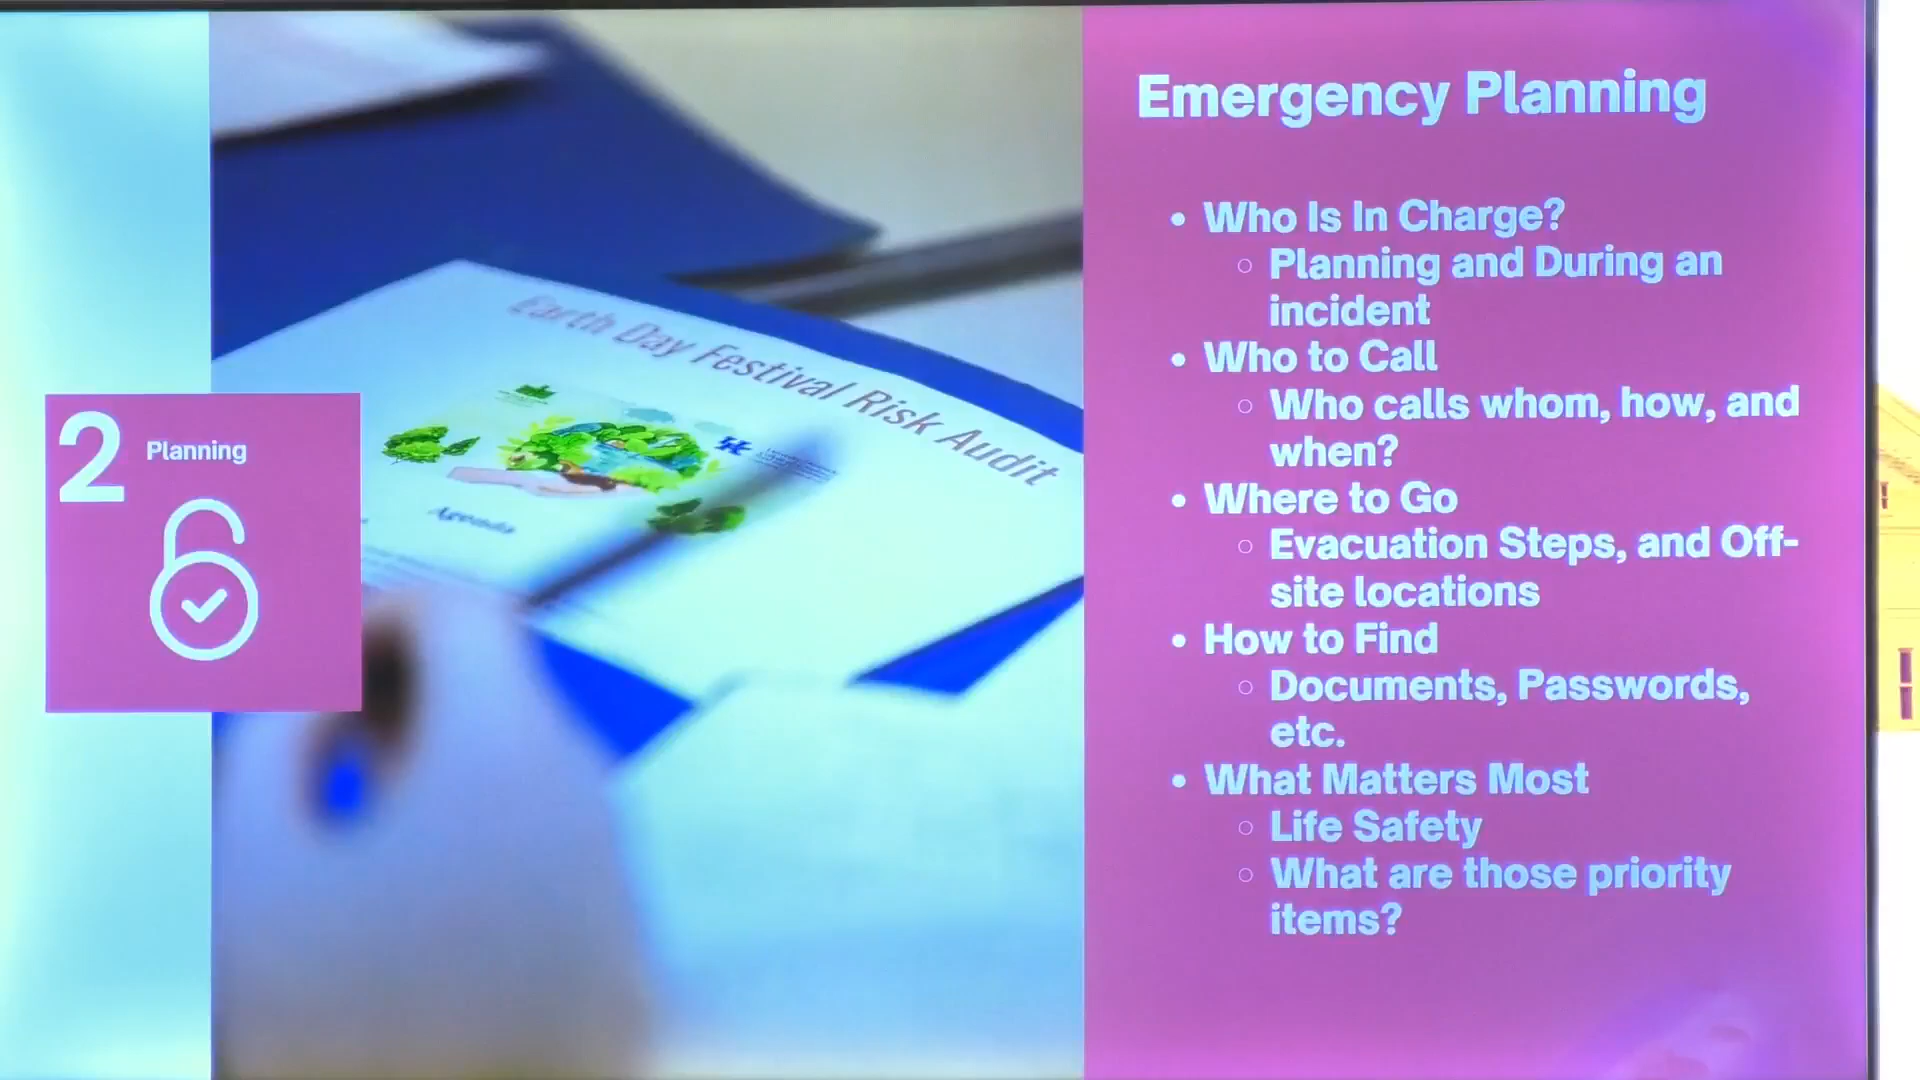 2
Planning
Earth Day Festival Risk Audit
Agenda
Emergency Planning
• Who Is In Charge?
○ Planning and During an
incident
• Who to Call
○ Who calls whom, how, and
when?
• Where to Go
○ Evacuation Steps, and Off-
site locations
• How to Find
○ Documents, Passwords,
etc.
• What Matters Most
○ Life Safety
○ What are those priority
items?